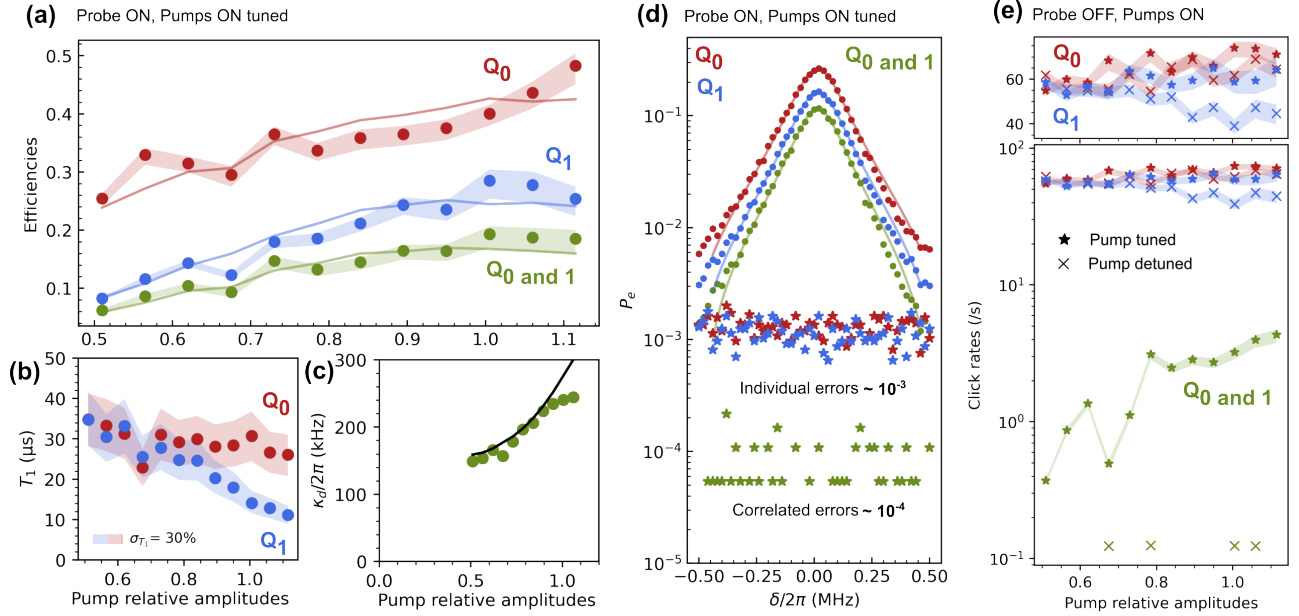 (a) Probe ON, Pumps ON tuned
0.5
0.4
0.3
0.2
0.1
Efficiencies
Q0
Q1
Q0 and 1
0.5 0.6 0.7 0.8 0.9 1.0 1.1
(b)
50
40
30
20
10
0
T1 (μs)
Q0
Q1
σT1 = 30%
0.6 0.8 1.0
Pump relative amplitudes
(c)
300
150
0
κd/2π (kHz)
0.0 0.5 1.0
Pump relative amplitudes
(d) Probe ON, Pumps ON tuned
Q0
Q1
Q0 and 1
10⁻¹
10⁻²
10⁻³
10⁻⁴
10⁻⁵
Pe
Individual errors ~ 10⁻³
Correlated errors ~ 10⁻⁴
−0.50 −0.25 0.00 0.25 0.50
δ/2π (MHz)
(e) Probe OFF, Pumps ON
Q0
Q1
60
40
10²
10¹
10⁰
10⁻¹
Click rates (/s)
Pump tuned
Pump detuned
Q0 and 1
0.6 0.8 1.0
Pump relative amplitudes